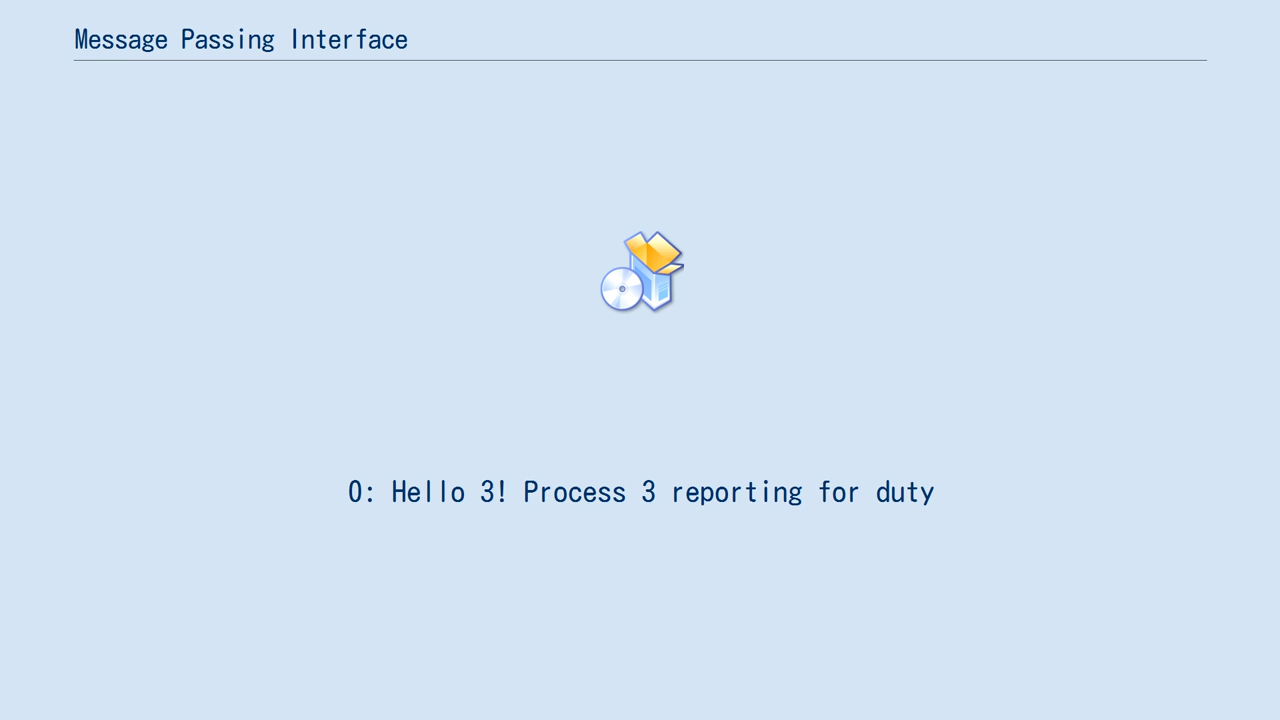 Message Passing Interface
0: Hello 3! Process 3 reporting for duty